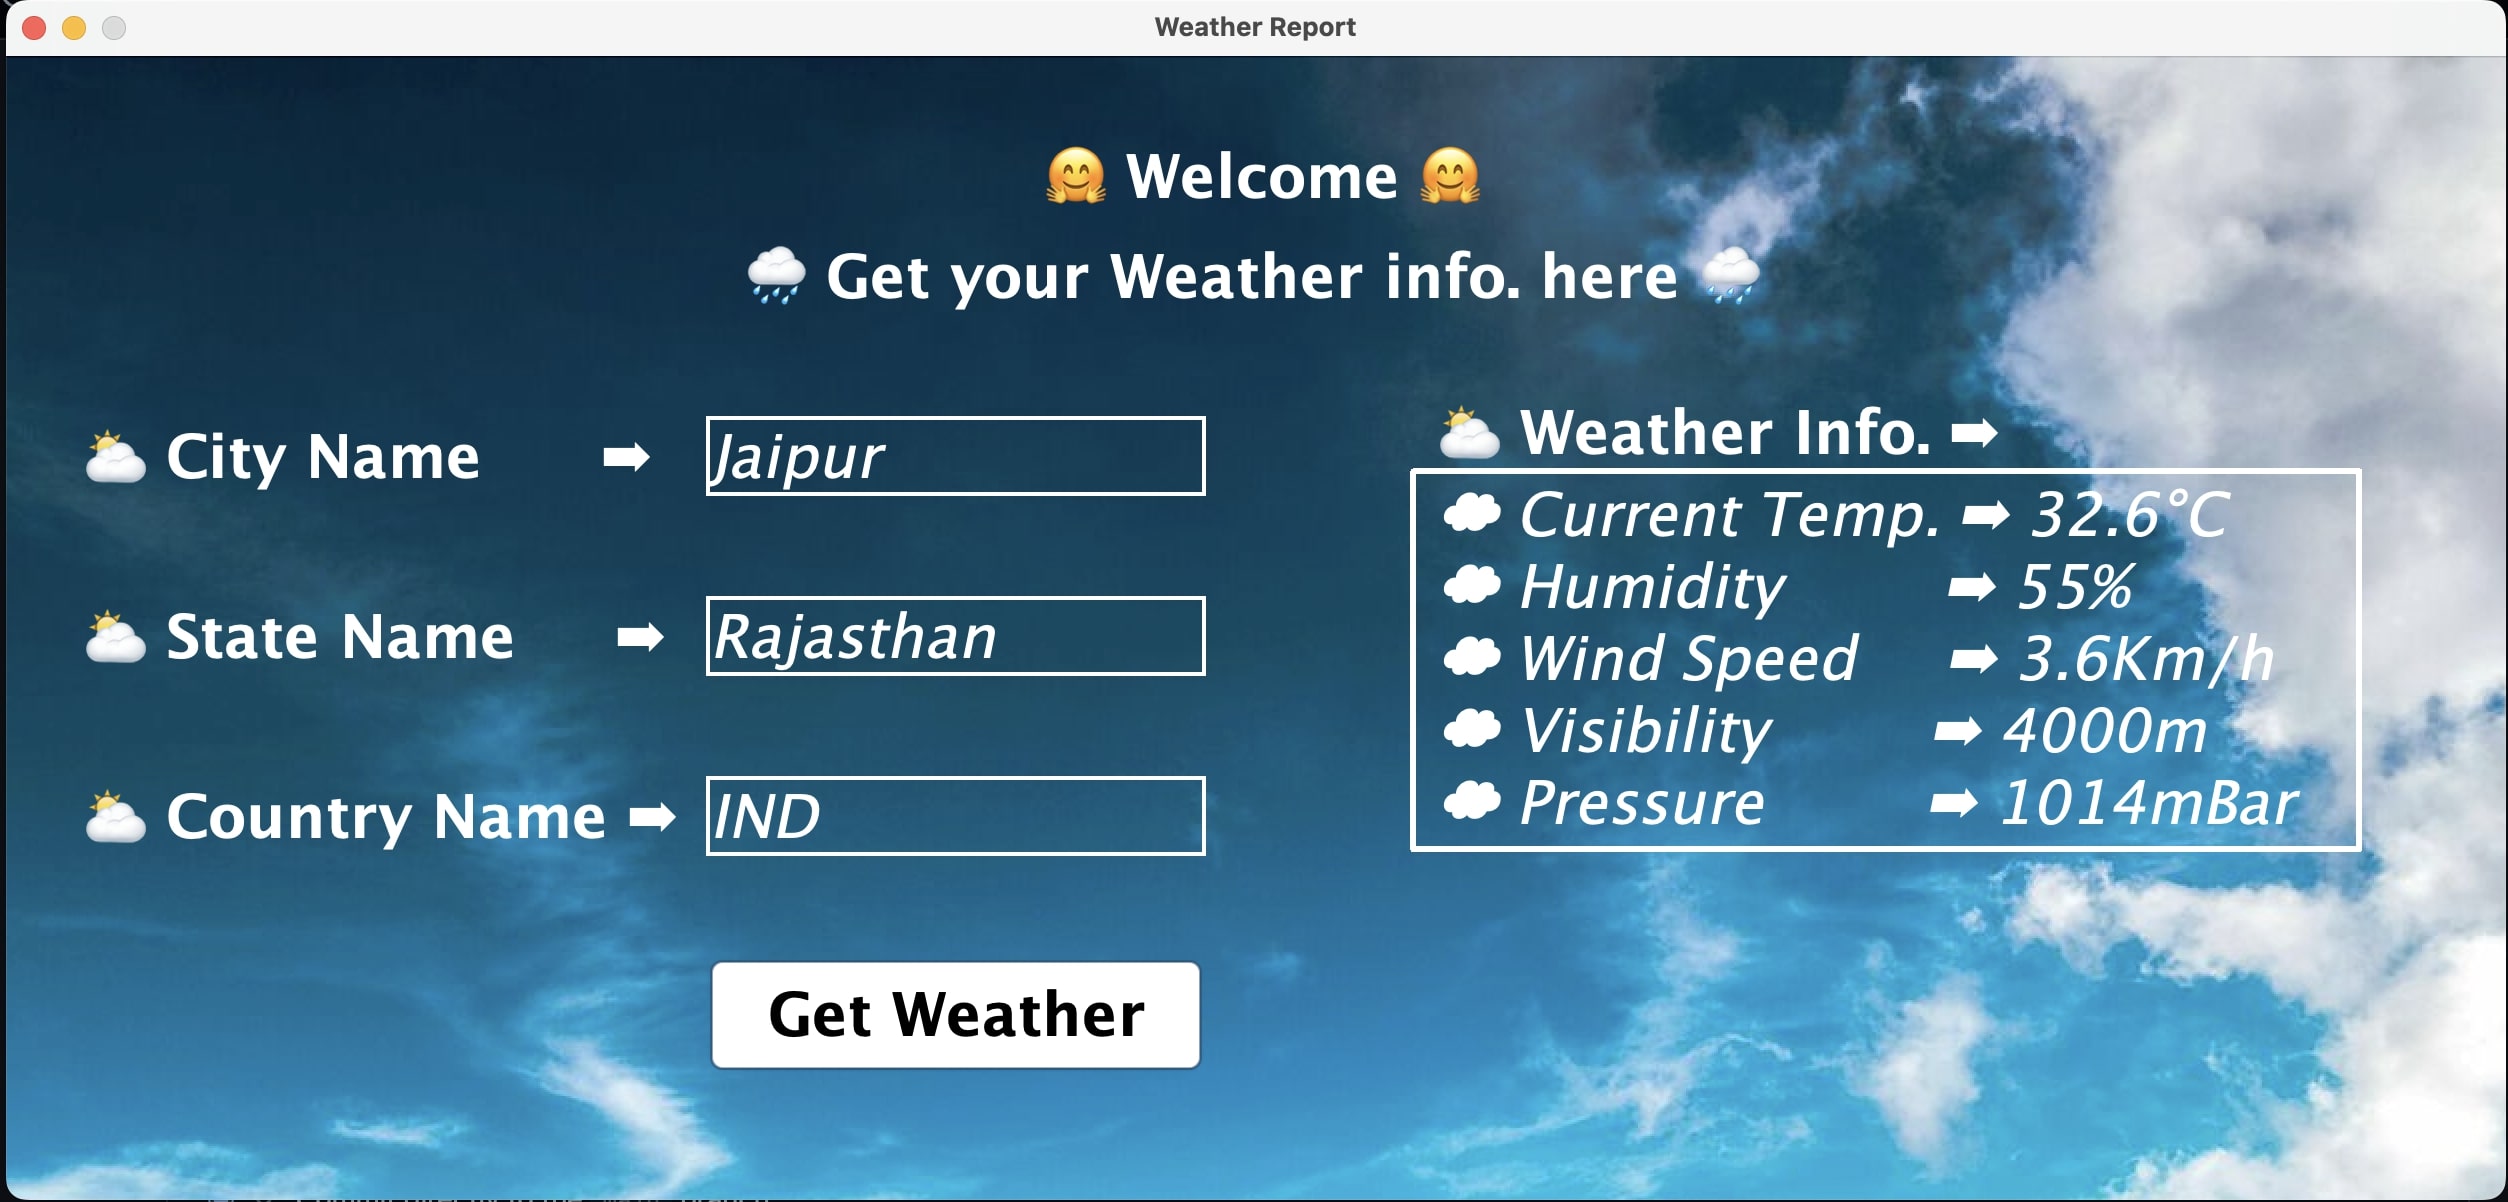 Weather Report
🤗 Welcome 🤗
🌧 Get your Weather info. here 🌧
🌥 City Name ➡ Jaipur
🌥 State Name ➡ Rajasthan
🌥 Country Name ➡ IND
Get Weather
🌥 Weather Info. ➡
Current Temp. ➡ 32.6°C
Humidity ➡ 55%
Wind Speed ➡ 3.6Km/h
Visibility ➡ 4000m
Pressure ➡ 1014mBar